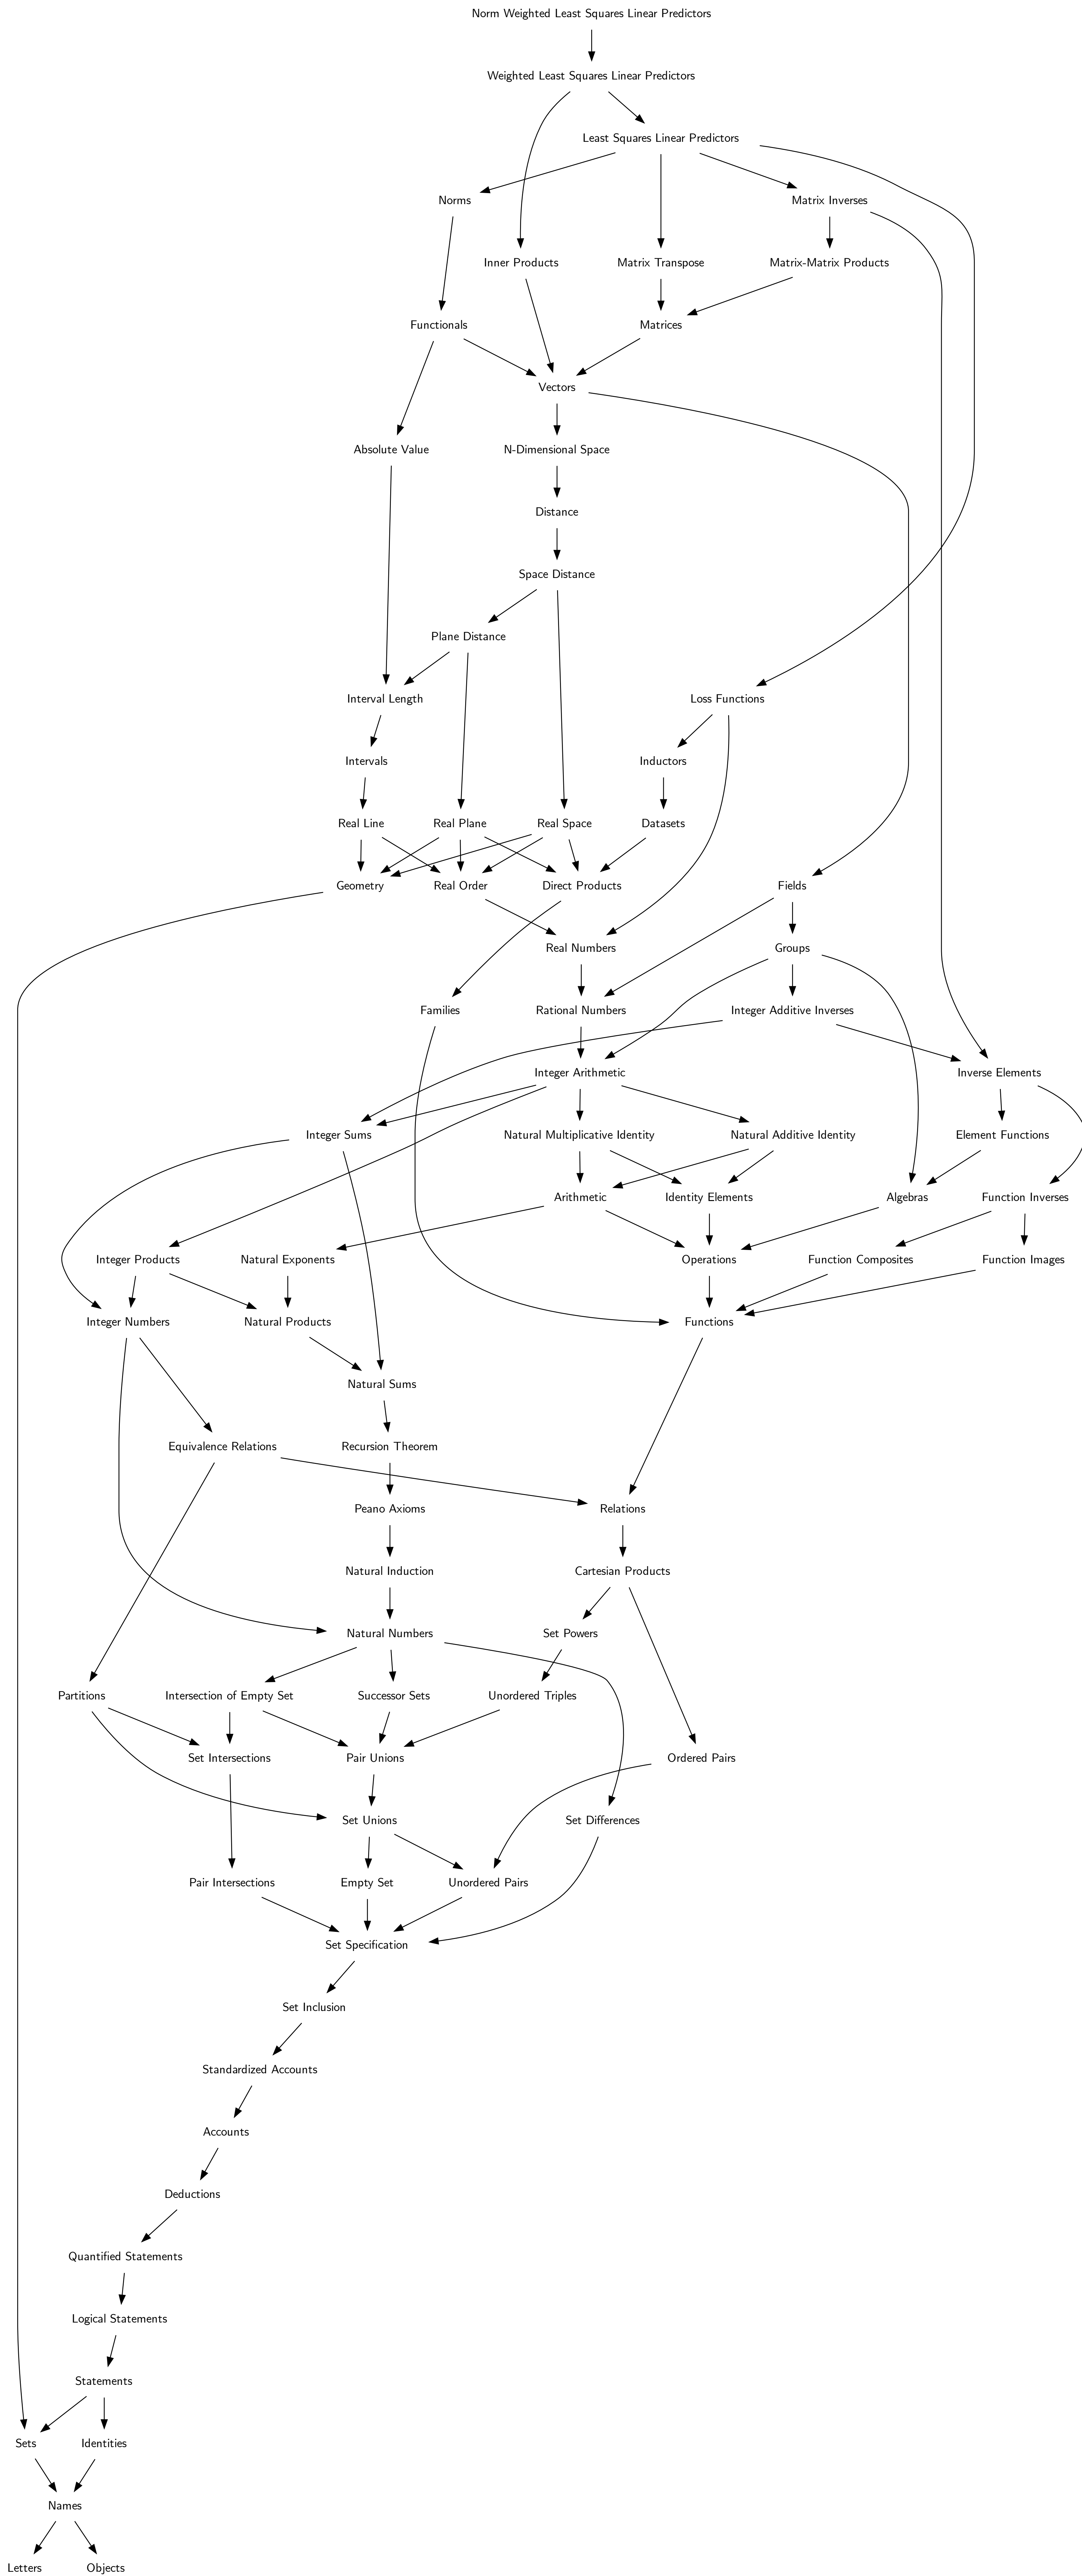 Norm Weighted Least Squares Linear Predictors
Weighted Least Squares Linear Predictors
Least Squares Linear Predictors
Norms
Matrix Inverses
Inner Products
Matrix Transpose
Matrix-Matrix Products
Functionals
Matrices
Vectors
Absolute Value
N-Dimensional Space
Distance
Space Distance
Plane Distance
Interval Length
Loss Functions
Intervals
Inductors
Real Line
Real Plane
Real Space
Datasets
Geometry
Real Order
Direct Products
Fields
Real Numbers
Groups
Families
Rational Numbers
Integer Additive Inverses
Integer Arithmetic
Inverse Elements
Integer Sums
Natural Multiplicative Identity
Natural Additive Identity
Element Functions
Arithmetic
Identity Elements
Algebras
Function Inverses
Integer Products
Natural Exponents
Operations
Function Composites
Function Images
Integer Numbers
Natural Products
Functions
Natural Sums
Equivalence Relations
Recursion Theorem
Peano Axioms
Relations
Natural Induction
Cartesian Products
Natural Numbers
Set Powers
Partitions
Intersection of Empty Set
Successor Sets
Unordered Triples
Set Intersections
Pair Unions
Ordered Pairs
Set Unions
Set Differences
Pair Intersections
Empty Set
Unordered Pairs
Set Specification
Set Inclusion
Standardized Accounts
Accounts
Deductions
Quantified Statements
Logical Statements
Statements
Sets
Identities
Names
Letters
Objects